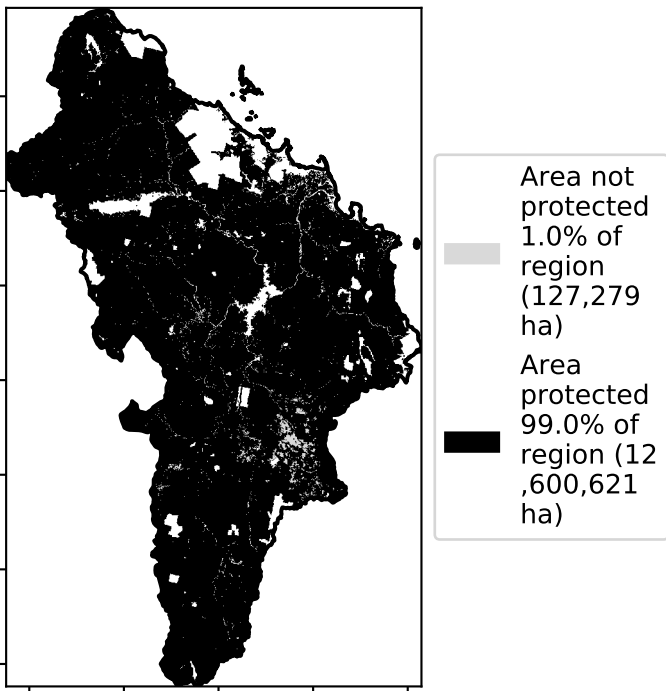 Area not
protected
1.0% of
region
(127,279
ha)
Area
protected
99.0% of
region (12
,600,621
ha)